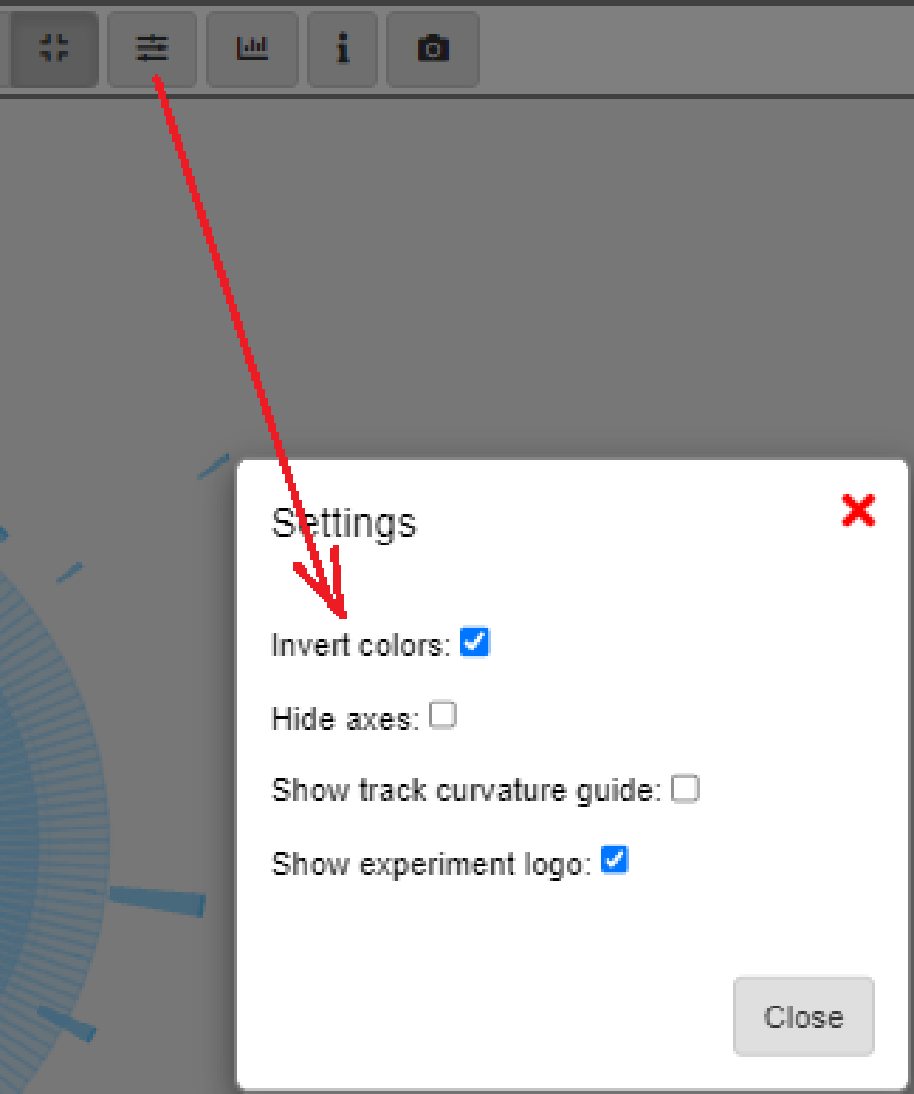 Settings
Invert colors:
Hide axes:
Show track curvature guide:
Show experiment logo:
Close